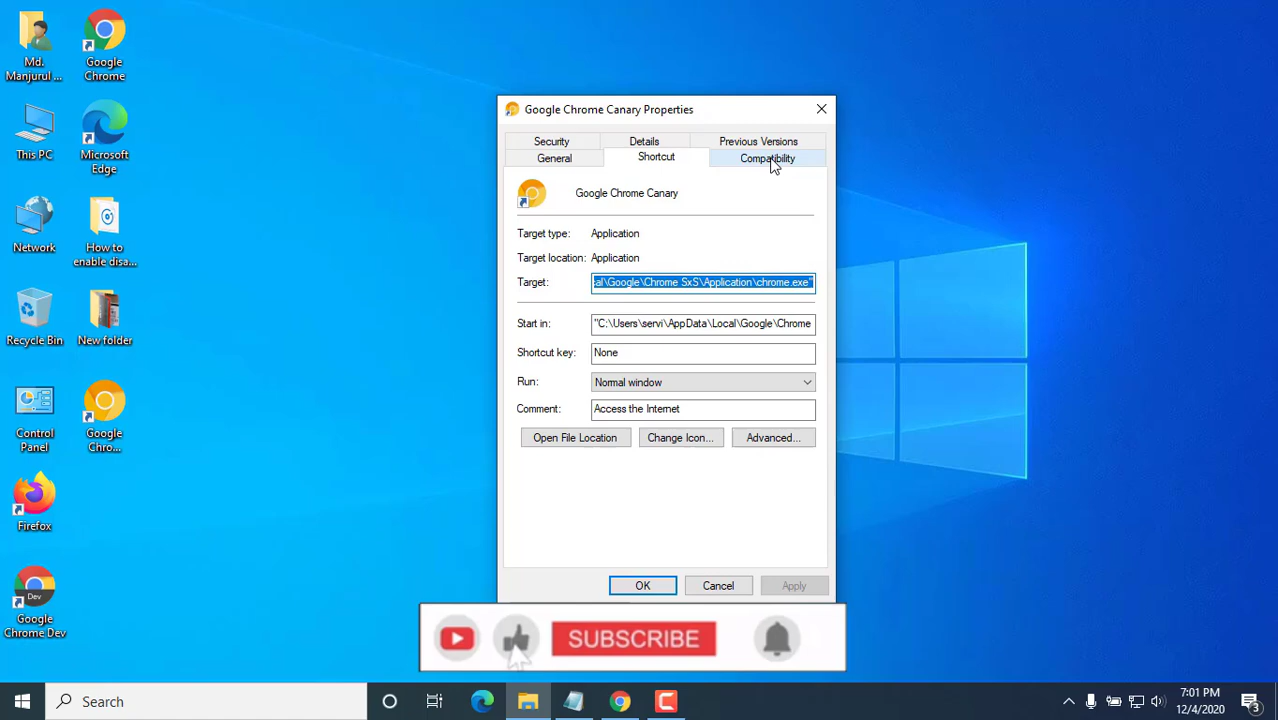 Md.
Manjurul ...
Google
Chrome
This PC
Microsoft
Edge
Network
How to
enable disa...
Recycle Bin
New folder
Control
Panel
Google
Chro...
Firefox
Dev
Google
Chrome Dev
Google Chrome Canary Properties
Security
Details
Previous Versions
General
Shortcut
Compatibility
Google Chrome Canary
Target type:
Application
Target location:
Application
Target:
al\Google\Chrome SxS\Application\chrome.exe"
Start in:
"C:\Users\servi\AppData\Local\Google\Chrome
Shortcut key:
None
Run:
Normal window
Comment:
Access the Internet
Open File Location
Change Icon...
Advanced...
OK
Cancel
Apply
SUBSCRIBE
Search
7:01 PM
12/4/2020
3